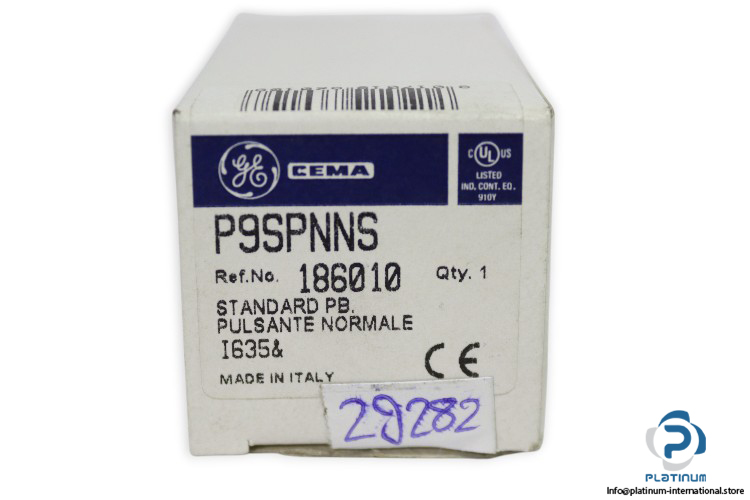 GE CEMA
C UL US
LISTED
IND. CONT. EQ.
910Y
P9SPNNS
Ref.No. 186010 Qty. 1
STANDARD PB.
PULSANTE NORMALE
I635&
CE
MADE IN ITALY
29282
PLATINUM
Info@platinum-international.store